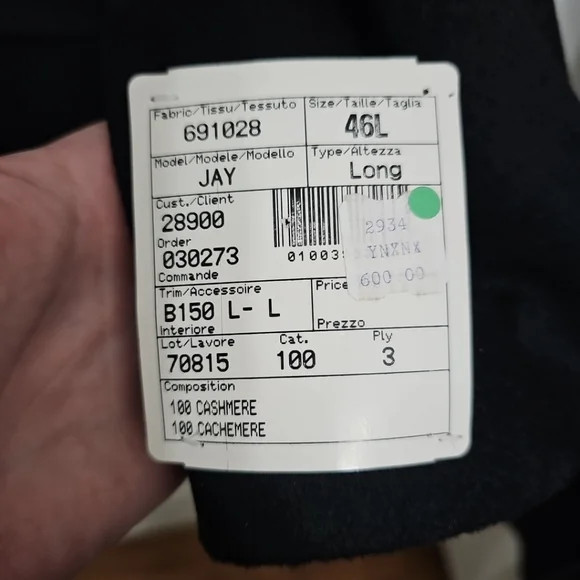 Fabric/Tissu/Tessuto
691028
Size/Taille/Taglia
46L
Model/Modele/Modello
JAY
Type/Altezza
Long
Cust./Client
28900
Order
030273
Commande
01003
2934
YNXNX
600 00
Trim/Accessoire
B150 L- L
Interiore
Price
Prezzo
Lot/Lavore
70815
Cat.
100
Ply
3
Composition
100 CASHMERE
100 CACHEMERE